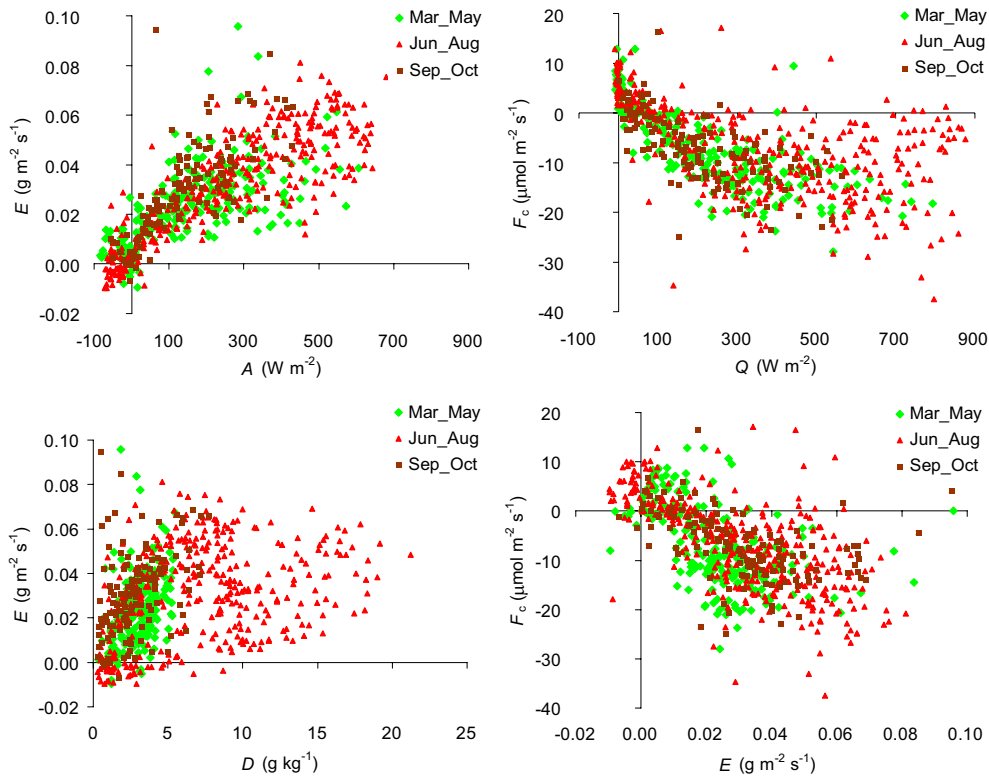 Mar_May
Jun_Aug
Sep_Oct
0.10
0.08
0.06
0.04
0.02
0.00
-0.02
E (g m⁻² s⁻¹)
-100 100 300 500 700 900
A (W m⁻²)
Mar_May
Jun_Aug
Sep_Oct
20
10
0
-10
-20
-30
-40
F_c (μmol m⁻² s⁻¹)
-100 100 300 500 700 900
Q (W m⁻²)
Mar_May
Jun_Aug
Sep_Oct
0.10
0.08
0.06
0.04
0.02
0.00
-0.02
E (g m⁻² s⁻¹)
0 5 10 15 20 25
D (g kg⁻¹)
Mar_May
Jun_Aug
Sep_Oct
20
10
0
-10
-20
-30
-40
F_c (μmol m⁻² s⁻¹)
-0.02 0.00 0.02 0.04 0.06 0.08 0.10
E (g m⁻² s⁻¹)